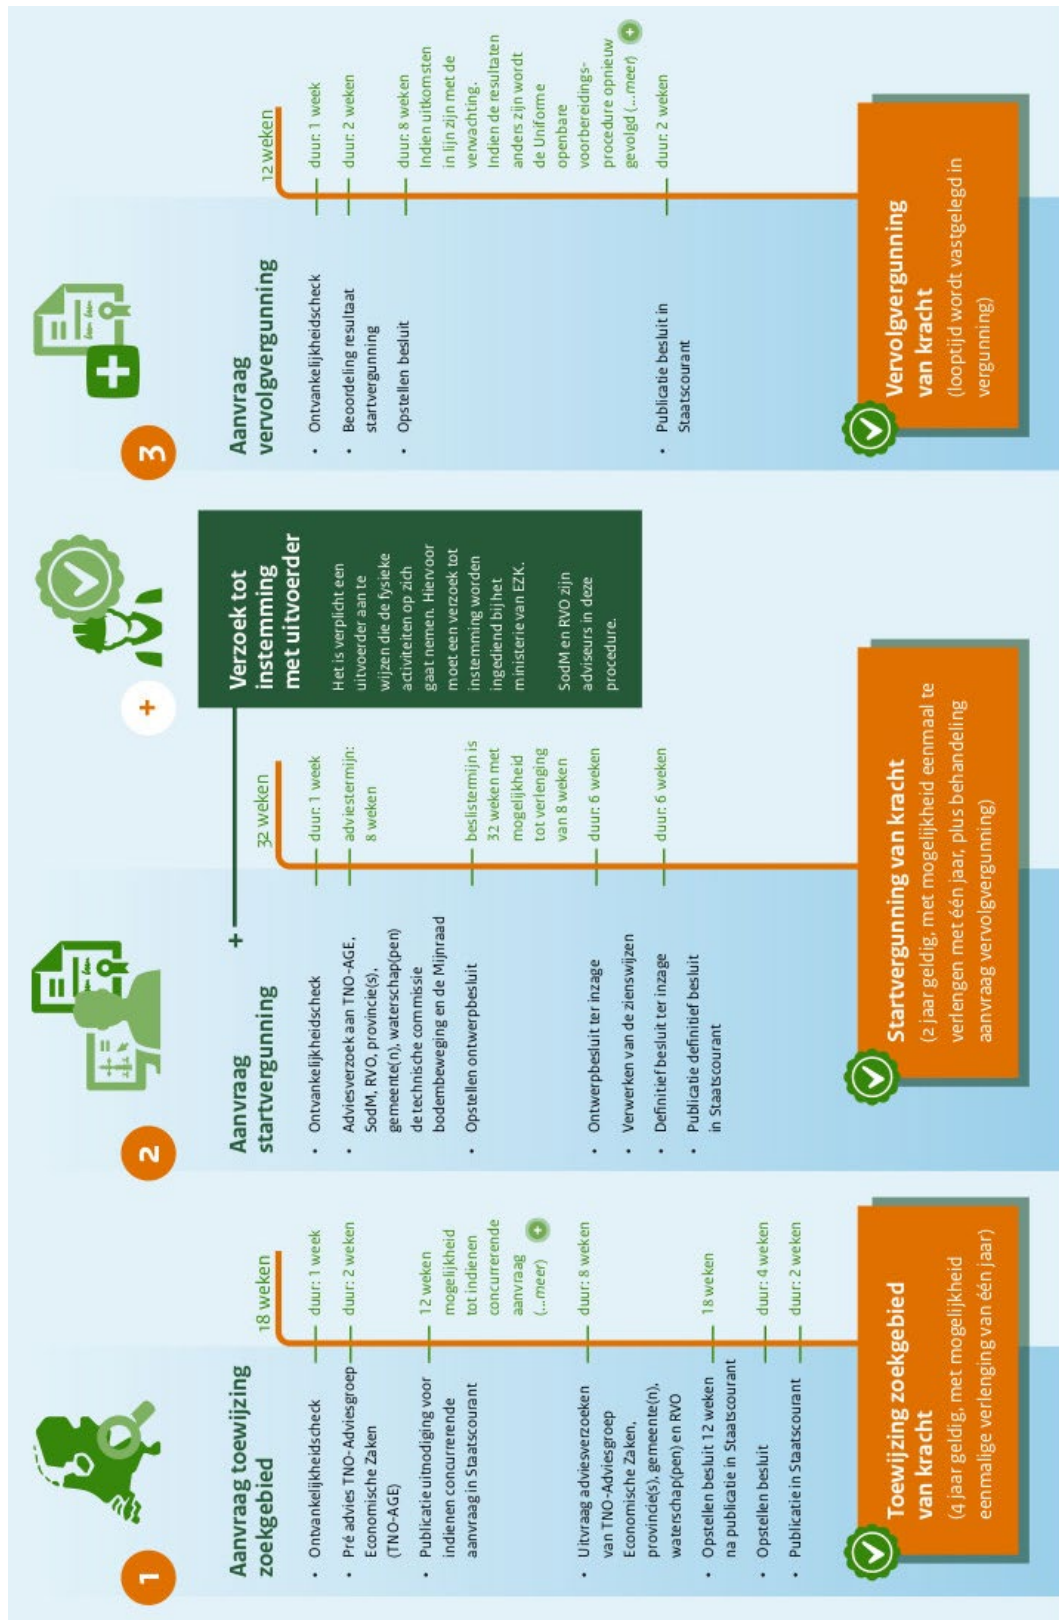 1
Aanvraag toewijzing
zoekgebied
18 weken
• Ontvankelijkheidscheck
duur: 1 week
• Pré advies TNO-Adviesgroep
Economische Zaken
(TNO-AGE)
duur: 2 weken
• Publicatie uitnodiging voor
indienen concurrerende
aanvraag in Staatscourant
12 weken
mogelijkheid
tot indienen
concurrerende
aanvraag
(...meer) +
• Uitvraag adviesverzoeken
van TNO-Adviesgroep
Economische Zaken,
provincie(s), gemeente(n),
waterschap(pen) en RVO
duur: 8 weken
• Opstellen besluit 12 weken
na publicatie in Staatscourant
18 weken
• Opstellen besluit
duur: 4 weken
• Publicatie in Staatscourant
duur: 2 weken
Toewijzing zoekgebied
van kracht
(4 jaar geldig, met mogelijkheid
eenmalige verlenging van één jaar)
2
Aanvraag
startvergunning
+
32 weken
• Ontvankelijkheidscheck
duur: 1 week
• Adviesverzoek aan TNO-AGE,
SodM, RVO, provincie(s),
gemeente(n), waterschap(pen)
de technische commissie
bodembeweging en de Mijnraad
adviestermijn:
8 weken
• Opstellen ontwerpbesluit
beslistermijn is
32 weken met
mogelijkheid
tot verlenging
van 8 weken
• Ontwerpbesluit ter inzage
duur: 6 weken
• Verwerken van de zienswijzen
• Definitief besluit ter inzage
duur: 6 weken
• Publicatie definitief besluit
in Staatscourant
Startvergunning van kracht
(2 jaar geldig, met mogelijkheid eenmaal te
verlengen met één jaar, plus behandeling
aanvraag vervolgvergunning)
+
Verzoek tot
instemming
met uitvoerder
Het is verplicht een
uitvoerder aan te
wijzen die de fysieke
activiteiten op zich
gaat nemen. Hiervoor
moet een verzoek tot
instemming worden
ingediend bij het
ministerie van EZK.
SodM en RVO zijn
adviseurs in deze
procedure.
3
Aanvraag
vervolgvergunning
12 weken
• Ontvankelijkheidscheck
duur: 1 week
• Beoordeling resultaat
startvergunning
duur: 2 weken
• Opstellen besluit
duur: 8 weken
Indien uitkomsten
in lijn zijn met de
verwachting.
Indien de resultaten
anders zijn wordt
de Uniforme
openbare
voorbereidings-
procedure opnieuw
gevolgd (...meer) +
• Publicatie besluit in
Staatscourant
duur: 2 weken
Vervolgvergunning
van kracht
(looptijd wordt vastgelegd in
vergunning)